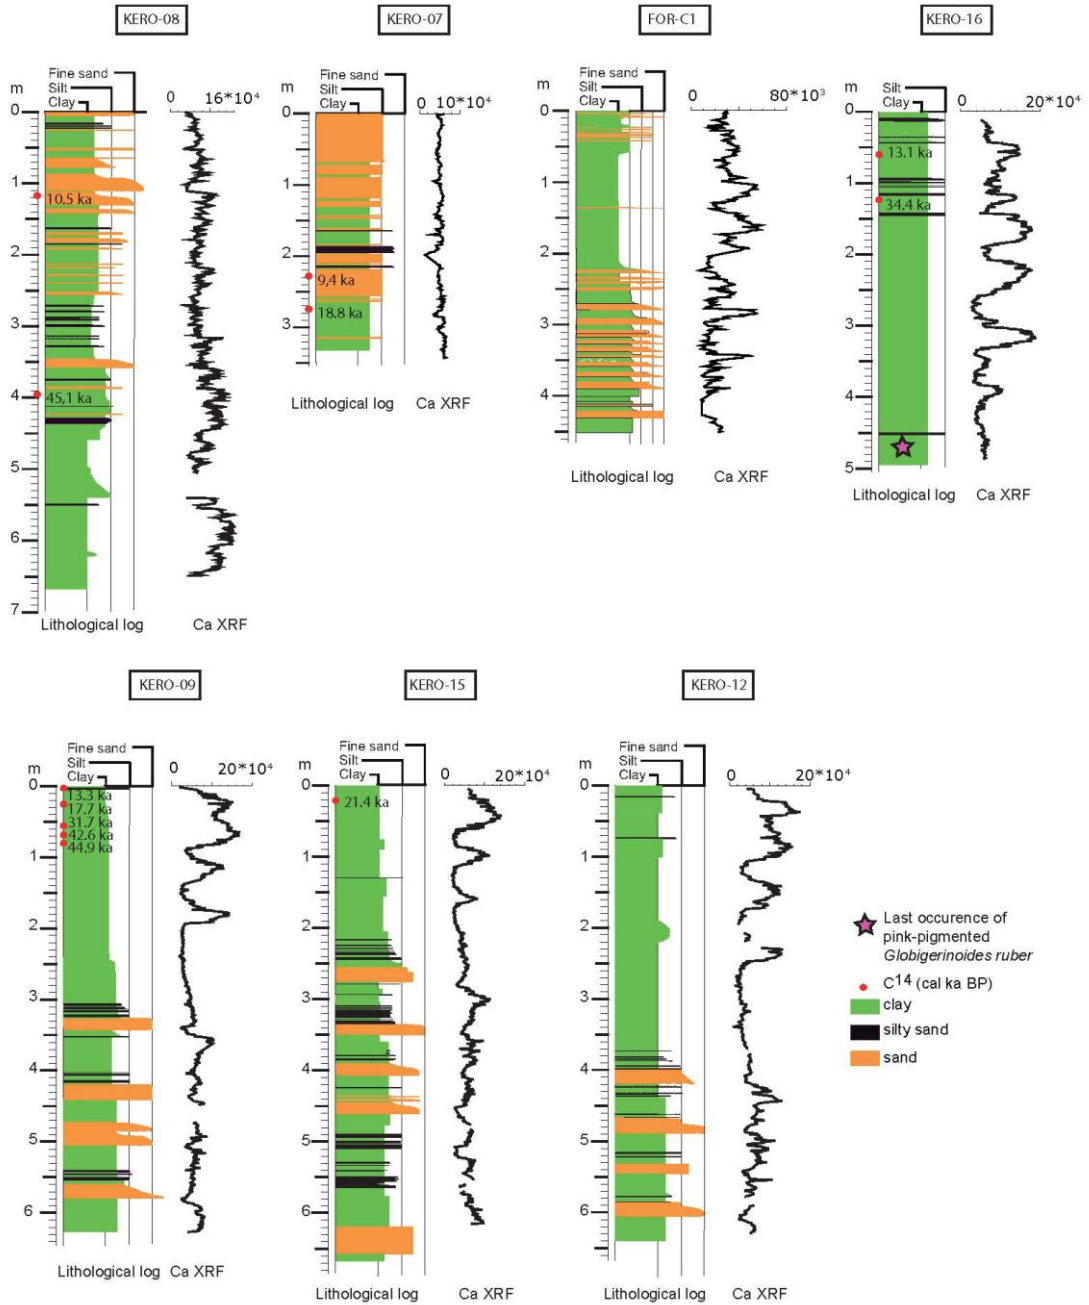 KERO-08
KERO-07
FOR-C1
KERO-16
Fine sand
Silt
m
Clay
0
16*10⁴
Fine sand
Silt
m
Clay
0 10*10⁴
Fine sand
Silt
m
Clay
0
80*10³
Fine sand
Silt
m
Clay
0
20*10⁴
0
1
2
3
4
5
6
7
10,5 ka
45,1 ka
Lithological log
Ca XRF
0
1
2
3
9,4 ka
18.8 ka
Lithological log
Ca XRF
0
1
2
3
4
Lithological log
Ca XRF
0
1
2
3
4
5
13.1 ka
34.4 ka
Lithological log
Ca XRF
KERO-09
KERO-15
KERO-12
Fine sand
Silt
m
Clay
0
20*10⁴
0
1
2
3
4
5
6
13.3 ka
17.7 ka
31.7 ka
42.6 ka
44.9 ka
Lithological log
Ca XRF
Fine sand
Silt
m
Clay
0
20*10⁴
0
1
2
3
4
5
6
21.4 ka
Lithological log
Ca XRF
Fine sand
Silt
m
Clay
0
20*10⁴
0
1
2
3
4
5
6
Lithological log
Ca XRF
Last occurence of
pink-pigmented
Globigerinoides ruber
C¹⁴ (cal ka BP)
clay
silty sand
sand